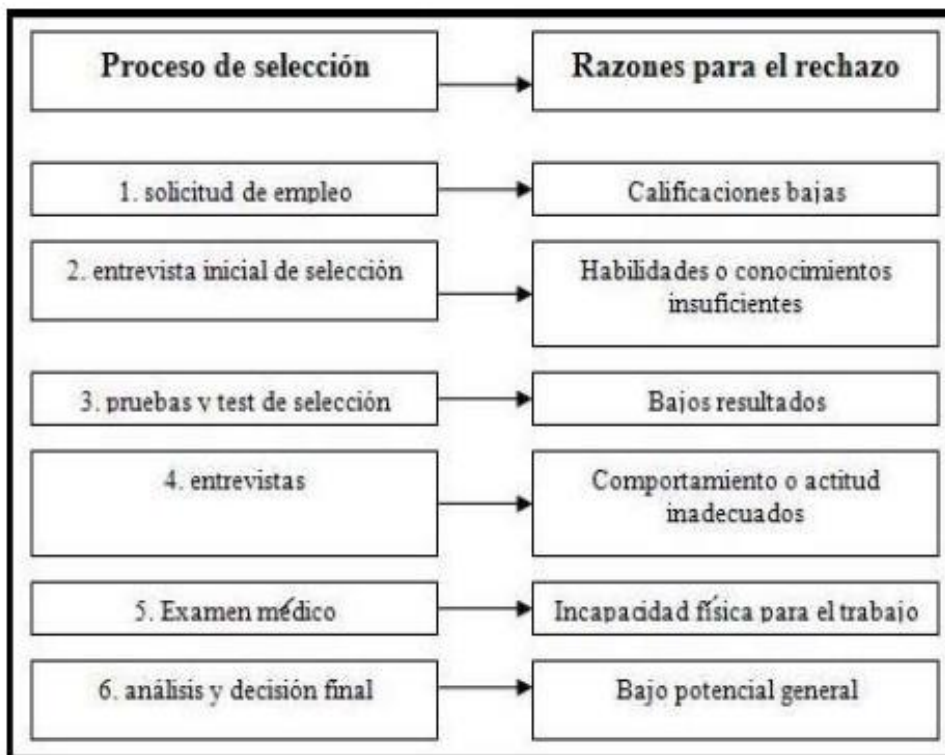 Proceso de selección
Razones para el rechazo
1. solicitud de empleo
Calificaciones bajas
2. entrevista inicial de selección
Habilidades o conocimientos
insuficientes
3. pruebas y test de selección
Bajos resultados
4. entrevistas
Comportamiento o actitud
inadecuados
5. Examen médico
Incapacidad física para el trabajo
6. análisis y decisión final
Bajo potencial general